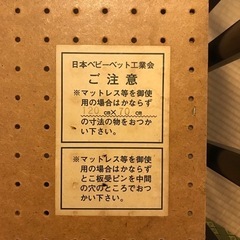 日本ベビーベット工業会
ご注意
※マットレス等を御使
用の場合はかならず
120cm×70cm
の寸法の物をおつか
い下さい。
※マットレス等を御使
用の場合はかならず
とこ板受ピンを中間
の穴のところでおつ
かい下さい。